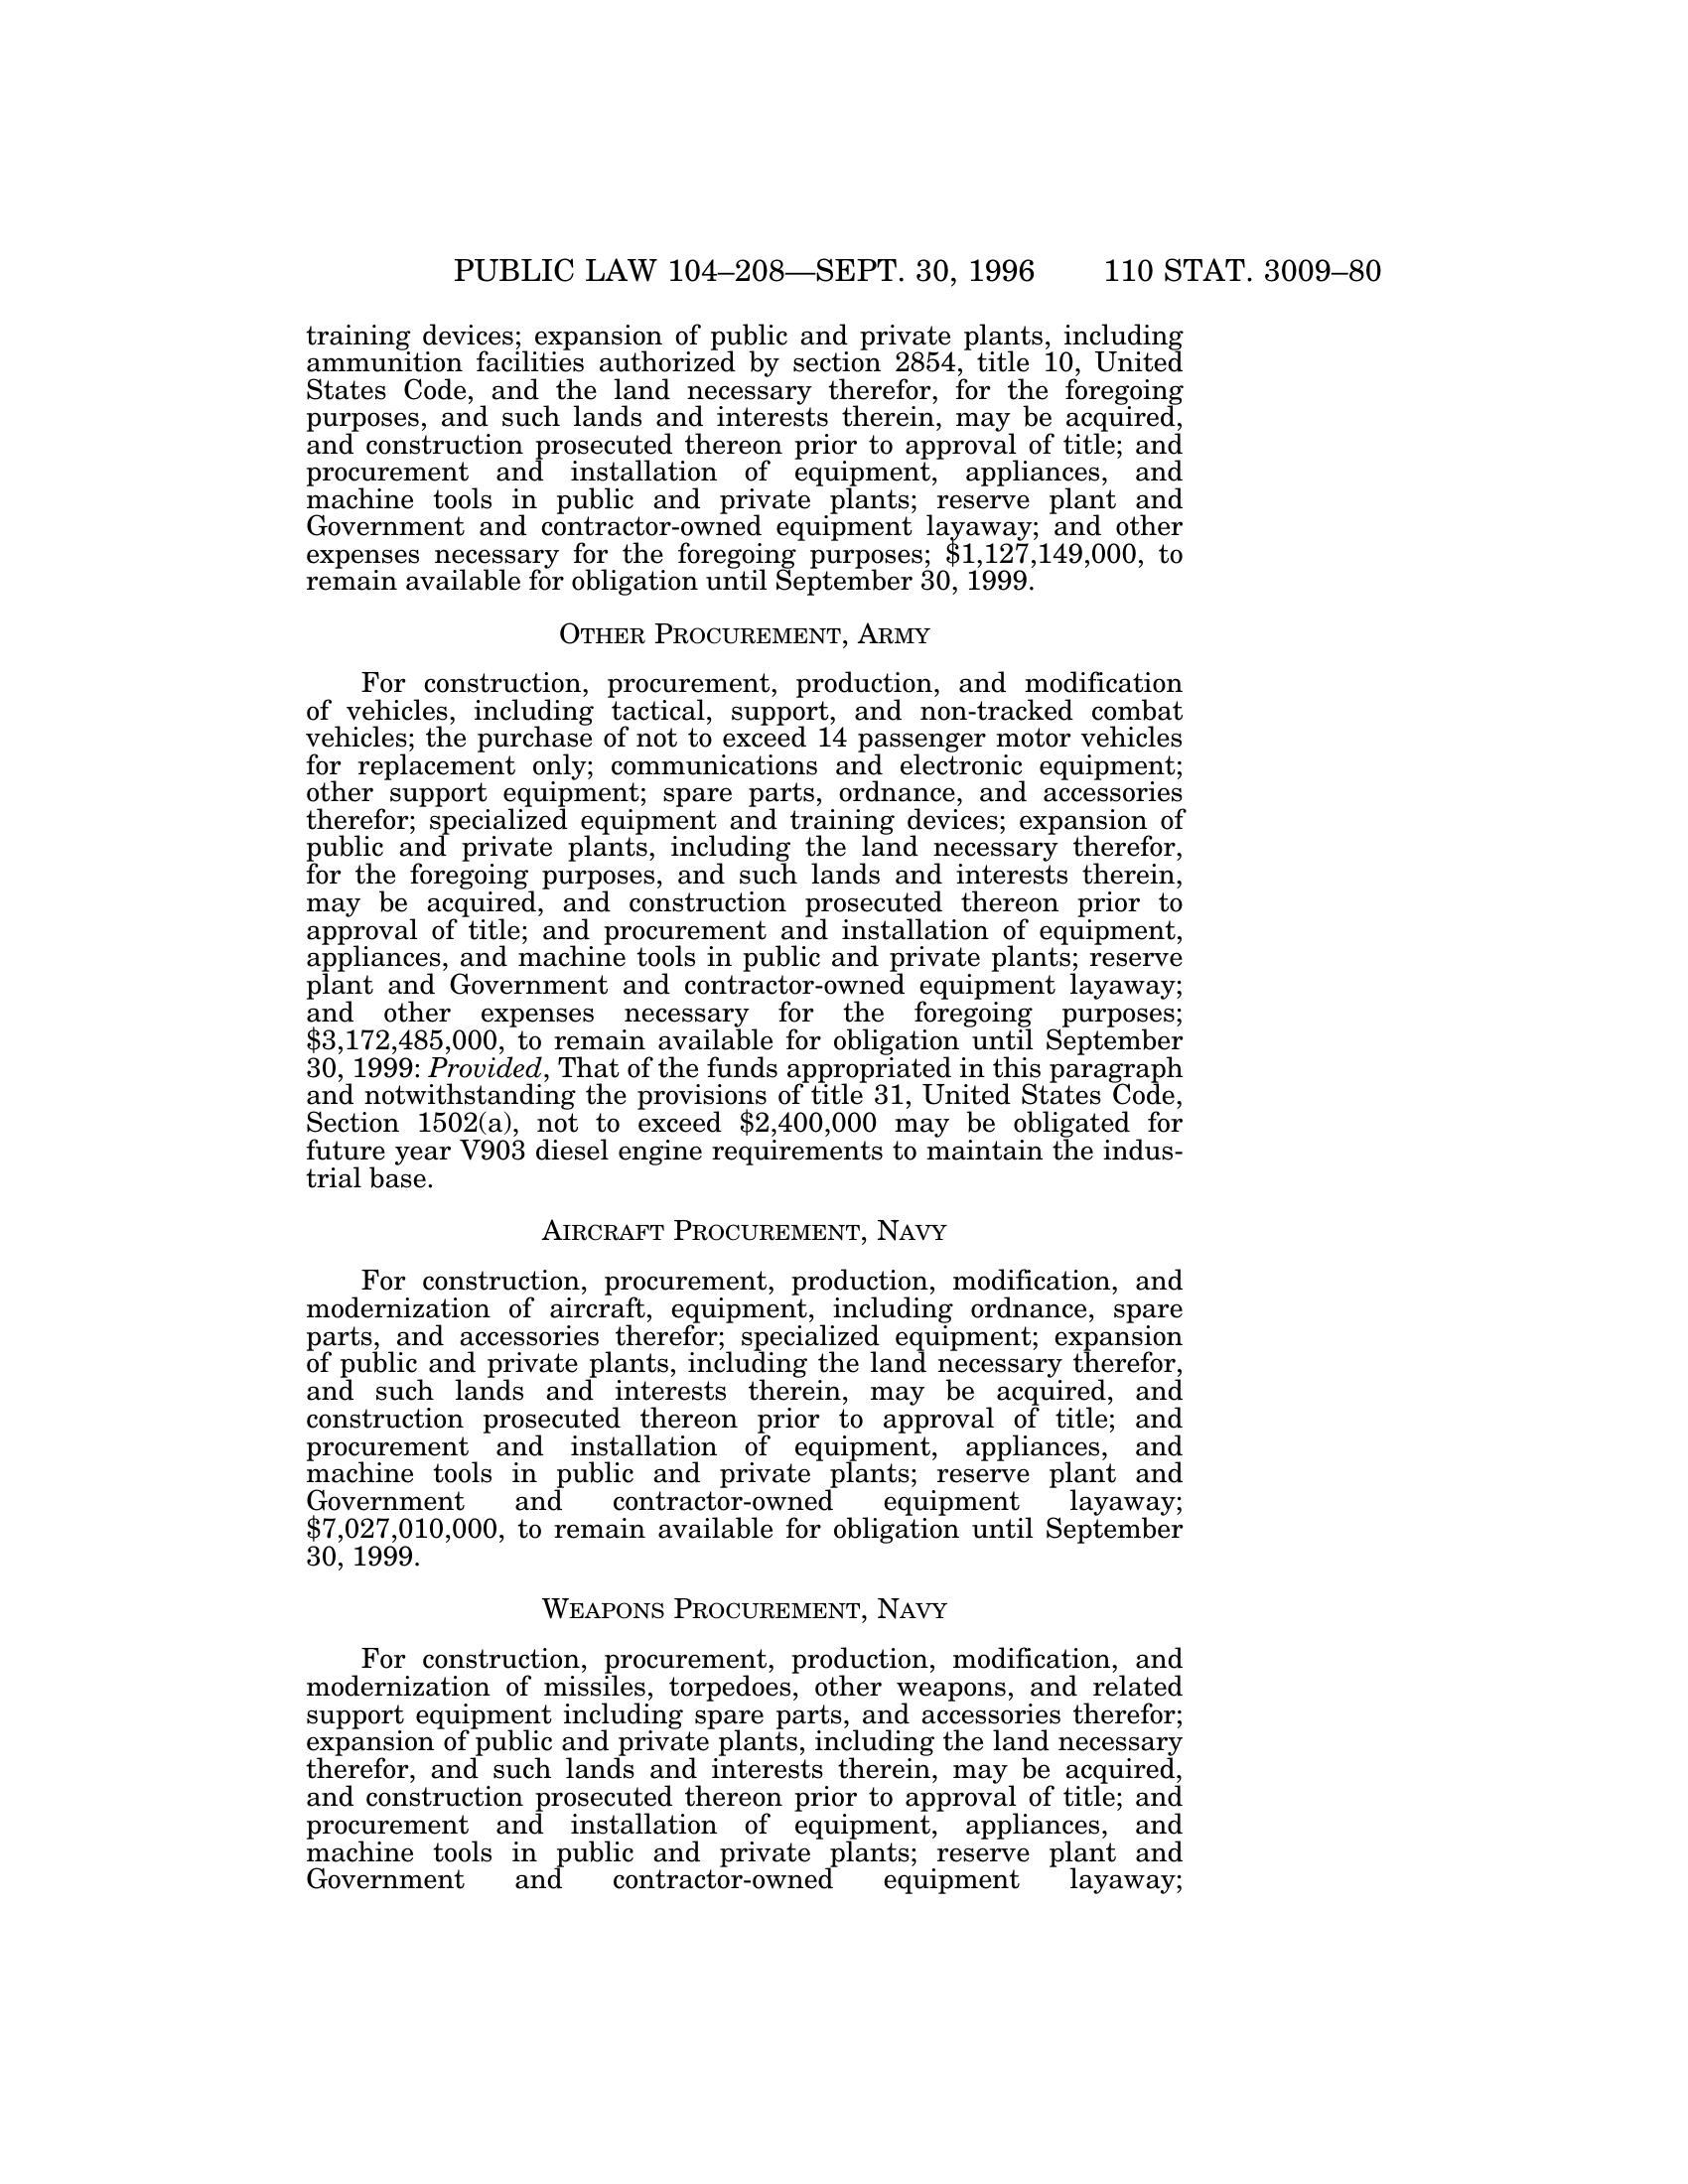 PUBLIC LAW 104–208—SEPT. 30, 1996 110 STAT. 3009–80
training devices; expansion of public and private plants, including
ammunition facilities authorized by section 2854, title 10, United
States Code, and the land necessary therefor, for the foregoing
purposes, and such lands and interests therein, may be acquired,
and construction prosecuted thereon prior to approval of title; and
procurement and installation of equipment, appliances, and
machine tools in public and private plants; reserve plant and
Government and contractor-owned equipment layaway; and other
expenses necessary for the foregoing purposes; $1,127,149,000, to
remain available for obligation until September 30, 1999.
OTHER PROCUREMENT, ARMY
For construction, procurement, production, and modification
of vehicles, including tactical, support, and non-tracked combat
vehicles; the purchase of not to exceed 14 passenger motor vehicles
for replacement only; communications and electronic equipment;
other support equipment; spare parts, ordnance, and accessories
therefor; specialized equipment and training devices; expansion of
public and private plants, including the land necessary therefor,
for the foregoing purposes, and such lands and interests therein,
may be acquired, and construction prosecuted thereon prior to
approval of title; and procurement and installation of equipment,
appliances, and machine tools in public and private plants; reserve
plant and Government and contractor-owned equipment layaway;
and other expenses necessary for the foregoing purposes;
$3,172,485,000, to remain available for obligation until September
30, 1999: Provided, That of the funds appropriated in this paragraph
and notwithstanding the provisions of title 31, United States Code,
Section 1502(a), not to exceed $2,400,000 may be obligated for
future year V903 diesel engine requirements to maintain the indus-
trial base.
AIRCRAFT PROCUREMENT, NAVY
For construction, procurement, production, modification, and
modernization of aircraft, equipment, including ordnance, spare
parts, and accessories therefor; specialized equipment; expansion
of public and private plants, including the land necessary therefor,
and such lands and interests therein, may be acquired, and
construction prosecuted thereon prior to approval of title; and
procurement and installation of equipment, appliances, and
machine tools in public and private plants; reserve plant and
Government and contractor-owned equipment layaway;
$7,027,010,000, to remain available for obligation until September
30, 1999.
WEAPONS PROCUREMENT, NAVY
For construction, procurement, production, modification, and
modernization of missiles, torpedoes, other weapons, and related
support equipment including spare parts, and accessories therefor;
expansion of public and private plants, including the land necessary
therefor, and such lands and interests therein, may be acquired,
and construction prosecuted thereon prior to approval of title; and
procurement and installation of equipment, appliances, and
machine tools in public and private plants; reserve plant and
Government and contractor-owned equipment layaway;